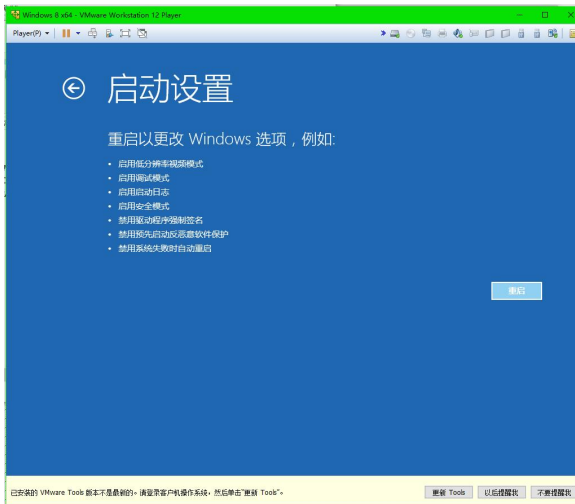 Windows 8 x64 - VMware Workstation 12 Player
Player(P)
启动设置
重启以更改 Windows 选项，例如:
• 启用低分辨率视频模式
• 启用调试模式
• 启用启动日志
• 启用安全模式
• 禁用驱动程序强制签名
• 禁用预先启动反恶意软件保护
• 禁用系统失败时自动重启
重启
已安装的 VMware Tools 版本不是最新的。请登录客户机操作系统，然后单击"更新 Tools"。
更新 Tools
以后提醒我
不要提醒我